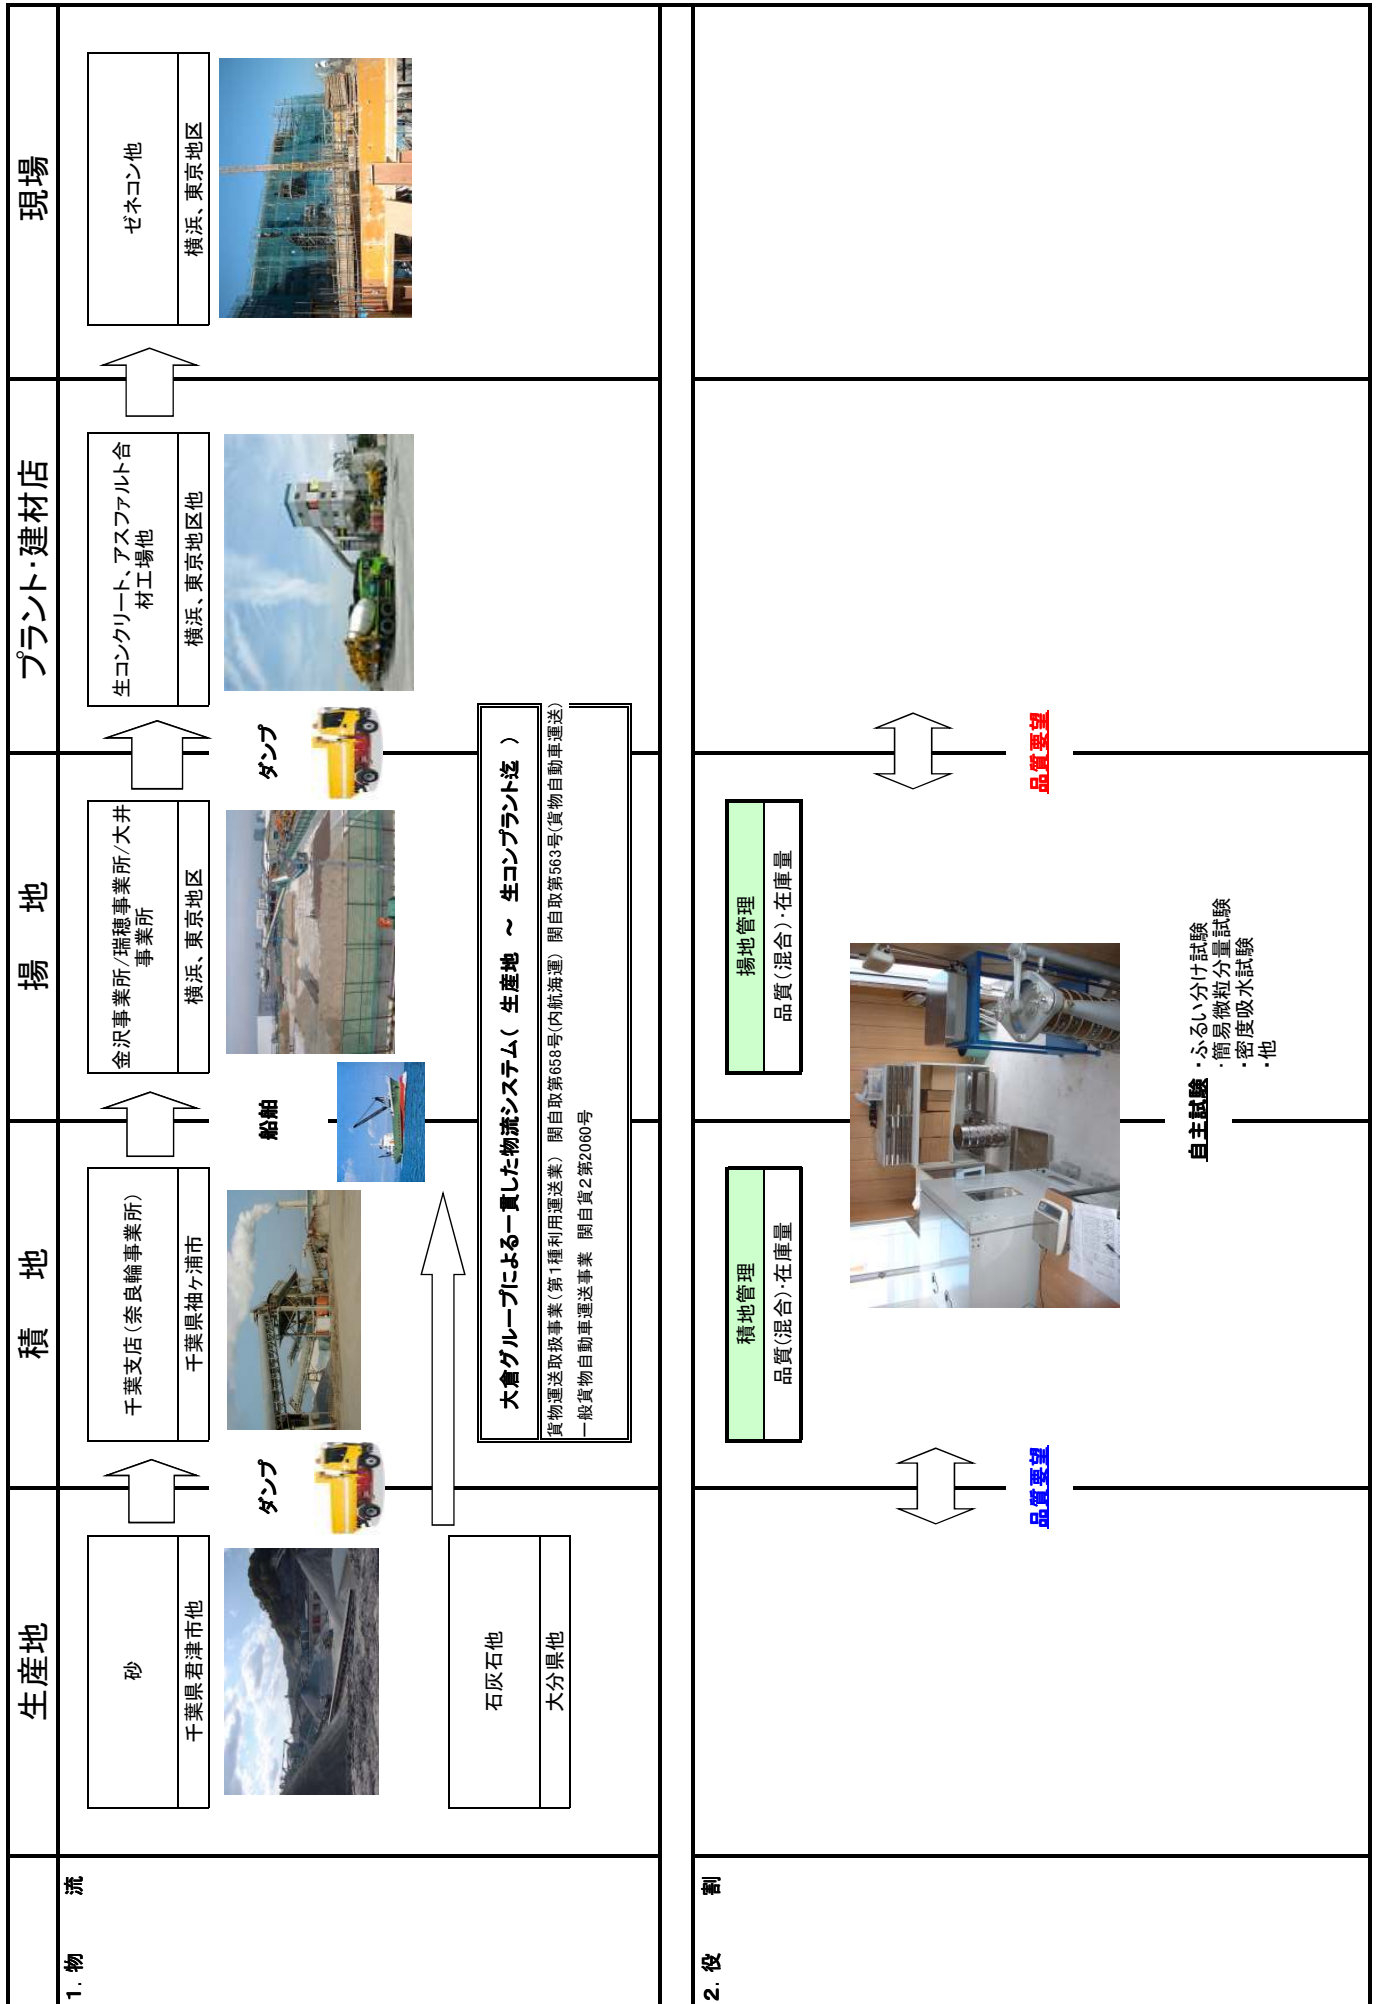 生産地
積　地
揚　地
プラント・建材店
現場
1. 物　　流
砂
千葉県君津市他
千葉支店(奈良輪事業所)
千葉県袖ヶ浦市
金沢事業所/瑞穂事業所/大井
事業所
横浜、東京地区
生コンクリート、アスファルト合
材工場他
横浜、東京地区他
ゼネコン他
横浜、東京地区
ダンプ
船舶
ダンプ
石灰石他
大分県他
大倉グループによる一貫した物流システム( 生産地 ～ 生コンプラント迄 )
貨物運送取扱事業(第1種利用運送業) 関自取第658号(内航海運) 関自取第563号(貨物自動車運送)
一般貨物自動車運送事業 関自貨2第2060号
2. 役　　割
積地管理
品質(混合)・在庫量
揚地管理
品質(混合)・在庫量
品質要望
品質要望
自主試験 ・ふるい分け試験
・簡易微粒分量試験
・密度吸水試験
・他